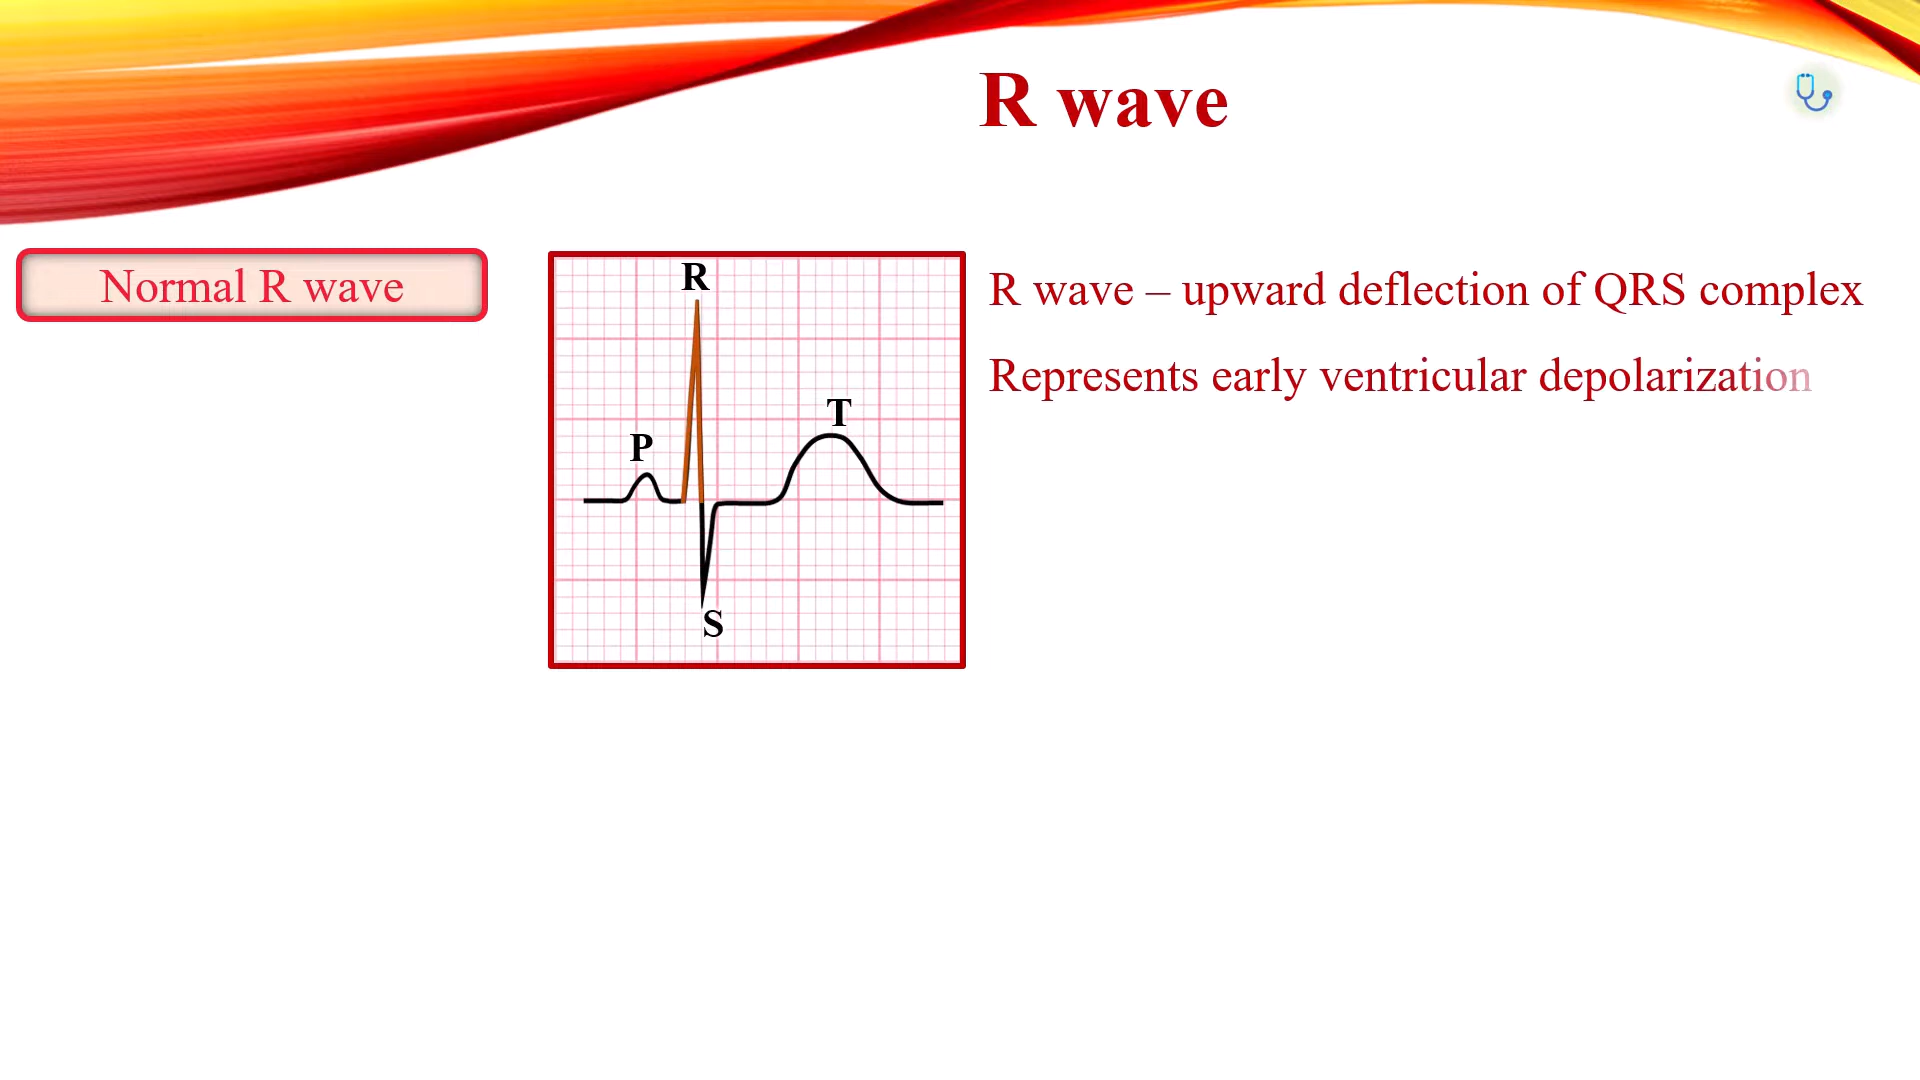 R wave
Normal R wave
R wave – upward deflection of QRS complex
Represents early ventricular depolarization
R
P
T
S